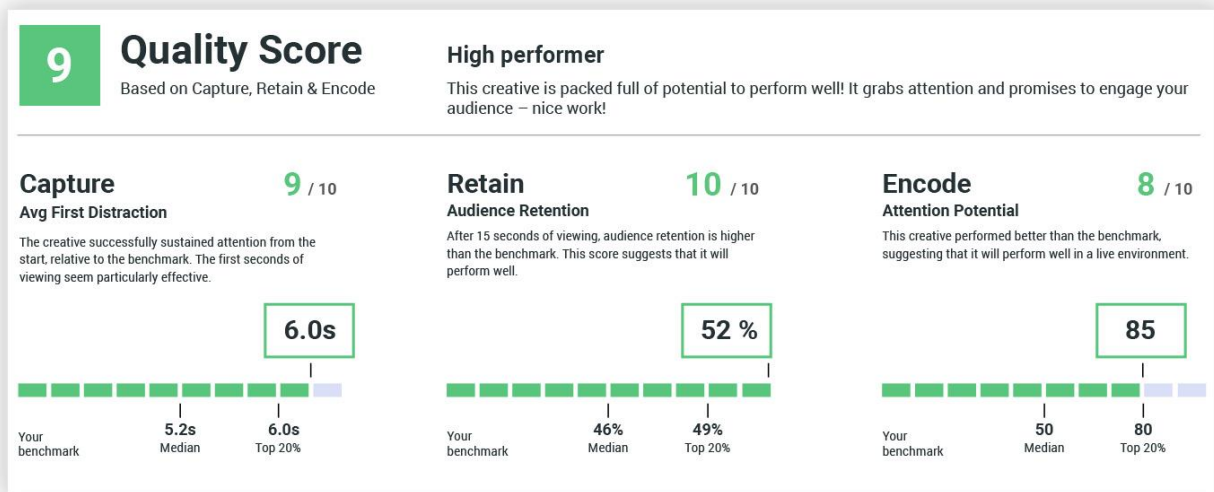 9
Quality Score
Based on Capture, Retain & Encode
High performer
This creative is packed full of potential to perform well! It grabs attention and promises to engage your
audience – nice work!
Capture
9 / 10
Avg First Distraction
The creative successfully sustained attention from the
start, relative to the benchmark. The first seconds of
viewing seem particularly effective.
6.0s
Your
benchmark
5.2s
Median
6.0s
Top 20%
Retain
10 / 10
Audience Retention
After 15 seconds of viewing, audience retention is higher
than the benchmark. This score suggests that it will
perform well.
52 %
Your
benchmark
46%
Median
49%
Top 20%
Encode
8 / 10
Attention Potential
This creative performed better than the benchmark,
suggesting that it will perform well in a live environment.
85
Your
benchmark
50
Median
80
Top 20%